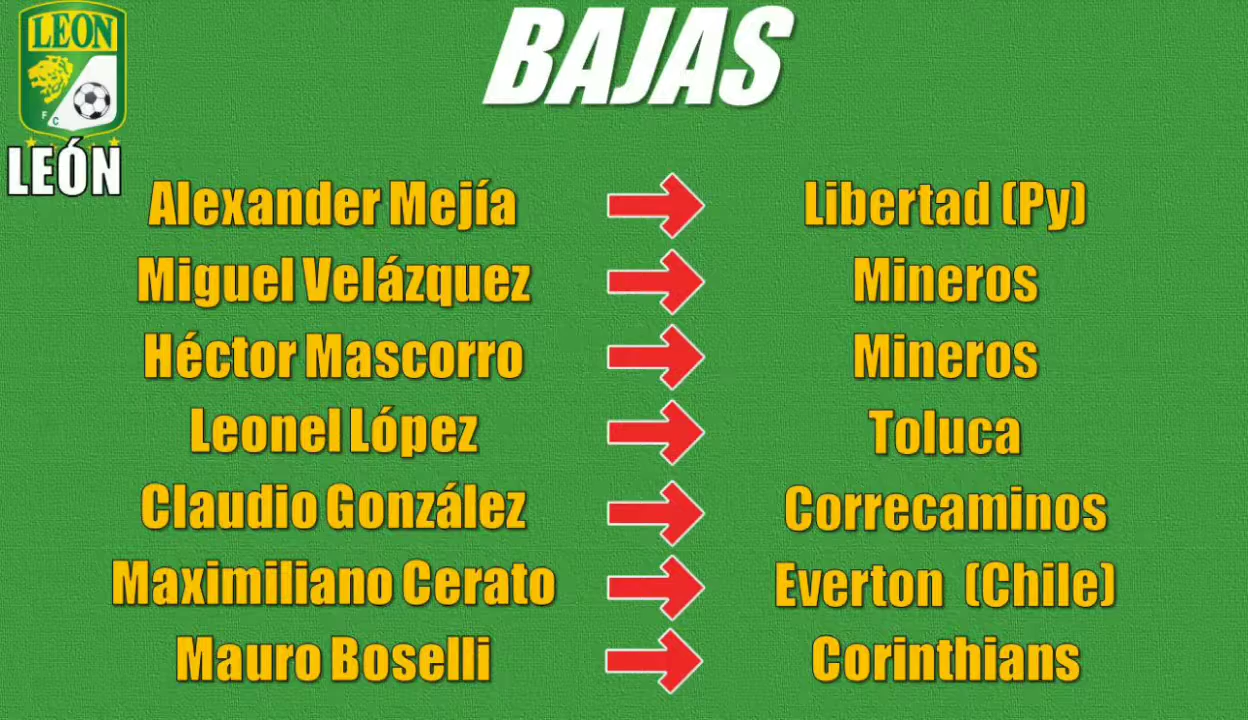 LEON
FC
LEÓN
BAJAS
Alexander Mejía Libertad (Py)
Miguel Velázquez Mineros
Héctor Mascorro Mineros
Leonel López Toluca
Claudio González Correcaminos
Maximiliano Cerato Everton (Chile)
Mauro Boselli Corinthians